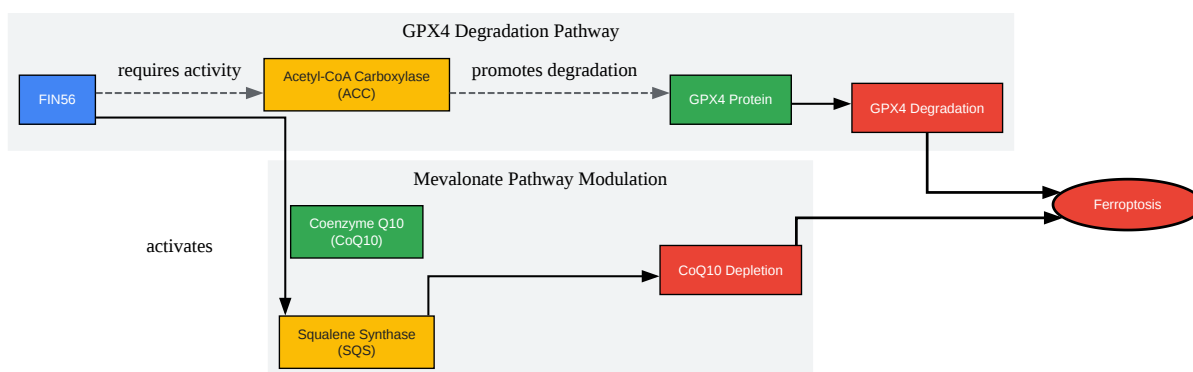 GPX4 Degradation Pathway
requires activity
promotes degradation
FIN56
Acetyl-CoA Carboxylase
(ACC)
GPX4 Protein
GPX4 Degradation
Mevalonate Pathway Modulation
Ferroptosis
Coenzyme Q10
(CoQ10)
activates
CoQ10 Depletion
Squalene Synthase
(SQS)